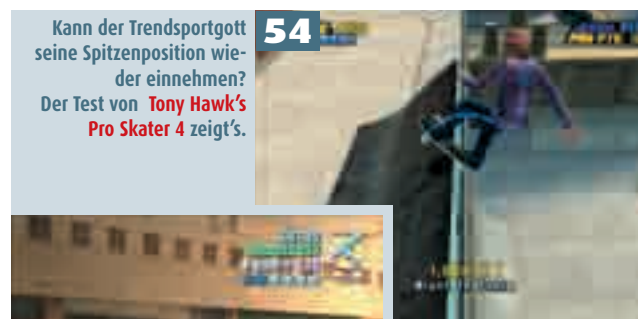 Kann der Trendsportgott
seine Spitzenposition wie-
der einnehmen?
Der Test von Tony Hawk's
Pro Skater 4 zeigt's.
54